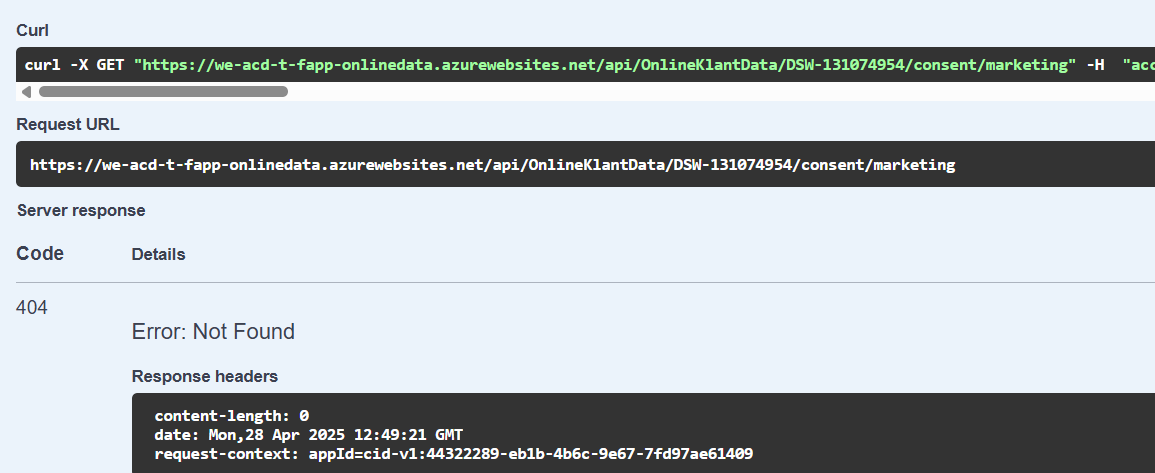 Curl
curl -X GET "https://we-acd-t-fapp-onlinedata.azurewebsites.net/api/OnlineKlantData/DSW-131074954/consent/marketing" -H "acc
Request URL
https://we-acd-t-fapp-onlinedata.azurewebsites.net/api/OnlineKlantData/DSW-131074954/consent/marketing
Server response
Code Details
404
Error: Not Found
Response headers
content-length: 0
date: Mon,28 Apr 2025 12:49:21 GMT
request-context: appId=cid-v1:44322289-eb1b-4b6c-9e67-7fd97ae61409